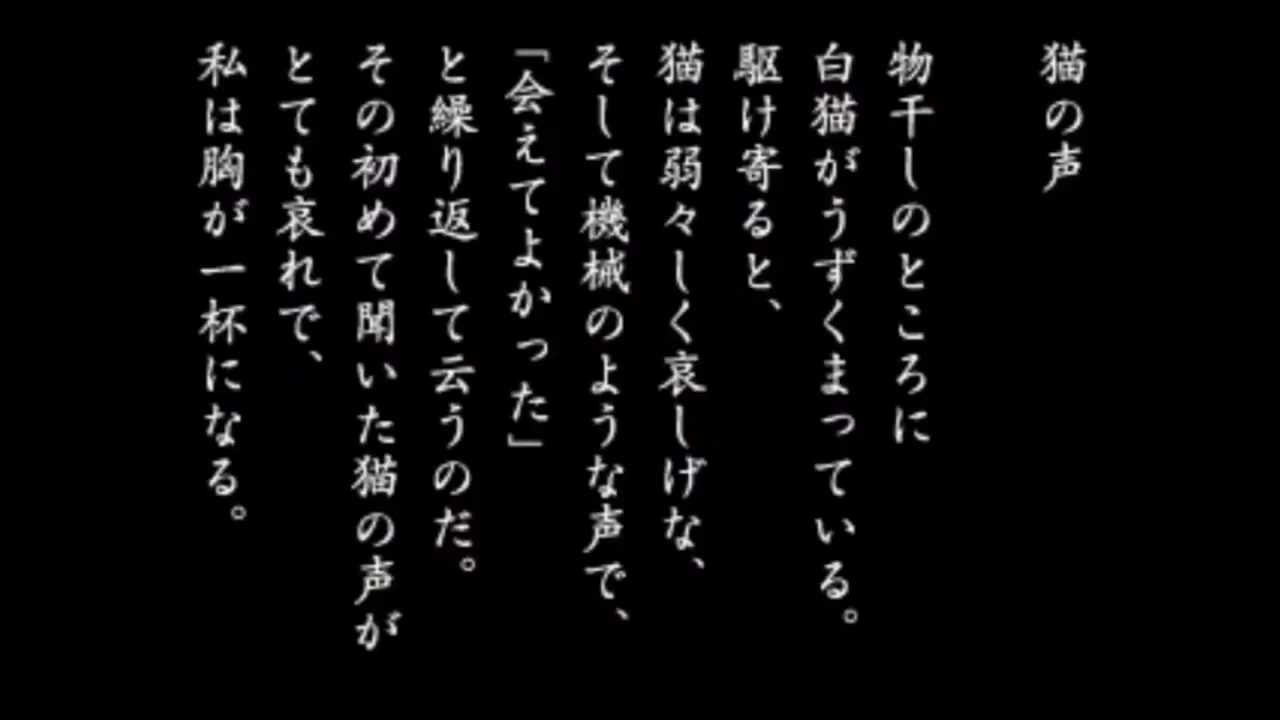 猫の声
物干しのところに
白猫がうずくまっている。
駆け寄ると、
猫は弱々しく哀しげな、
そして機械のような声で、
「会えてよかった」
と繰り返して云うのだ。
その初めて聞いた猫の声が
とても哀れで、
私は胸が一杯になる。